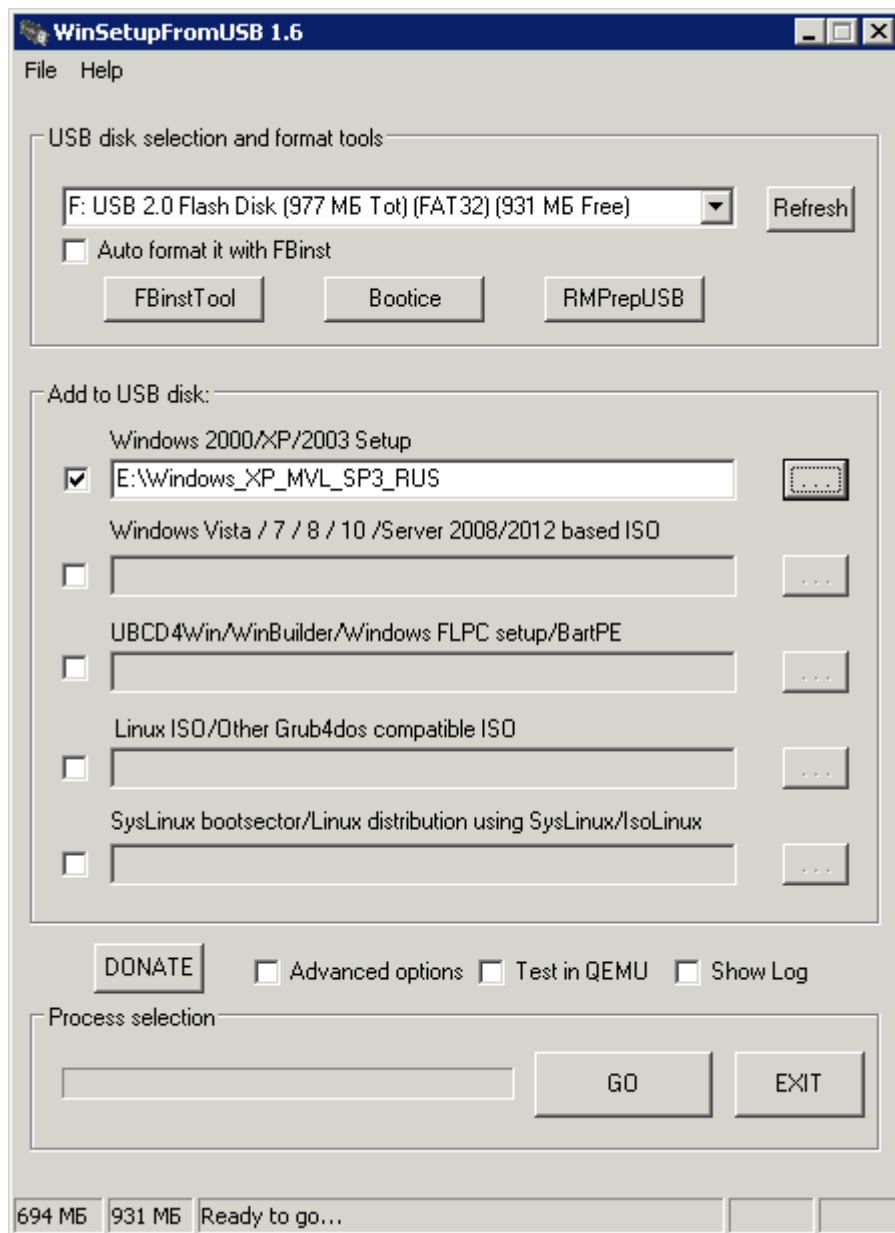 WinSetupFromUSB 1.6
File Help
USB disk selection and format tools
F: USB 2.0 Flash Disk (977 МБ Tot) (FAT32) (931 МБ Free)
Refresh
Auto format it with FBinst
FBinstTool Bootice RMPrepUSB
Add to USB disk:
Windows 2000/XP/2003 Setup
E:\Windows_XP_MVL_SP3_RUS
...
Windows Vista / 7 / 8 / 10 /Server 2008/2012 based ISO
...
UBCD4Win/WinBuilder/Windows FLPC setup/BartPE
...
Linux ISO/Other Grub4dos compatible ISO
...
SysLinux bootsector/Linux distribution using SysLinux/IsoLinux
...
DONATE Advanced options Test in QEMU Show Log
Process selection
GO EXIT
694 МБ 931 МБ Ready to go...